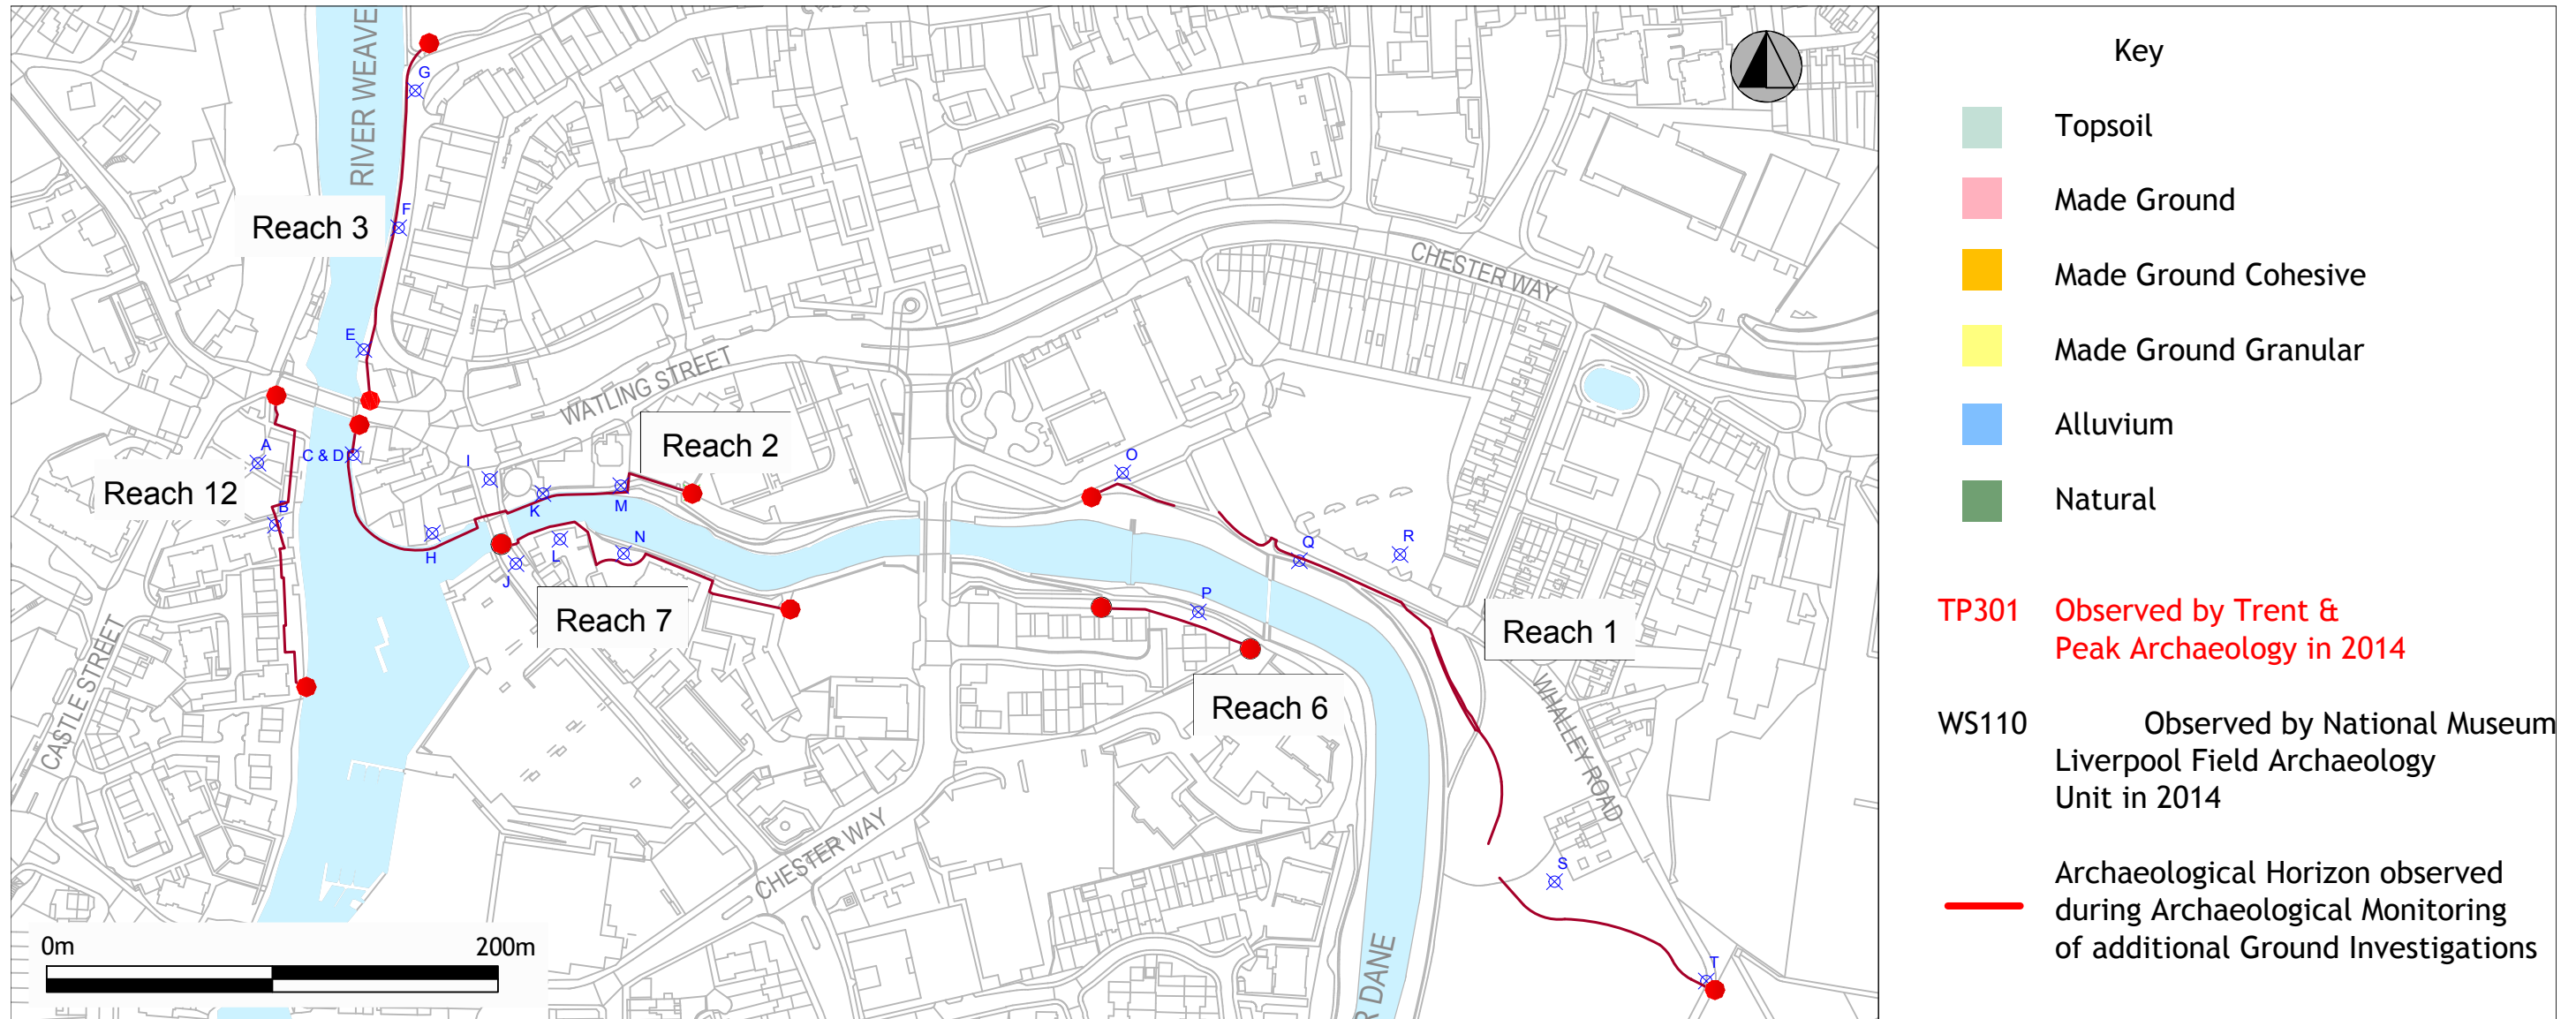 RIVER WEAVE
G
F
Reach 3
E
CHESTER WAY
WATLING STREET
Reach 2
A
C & D
I
O
Reach 12
K
M
B
H
L
N
J
Q
R
P
Reach 7
Reach 1
Reach 6
CASTLE STREET
WHALEY ROAD
CHESTER WAY
S
T
R DANE
0m
200m
Key
Topsoil
Made Ground
Made Ground Cohesive
Made Ground Granular
Alluvium
Natural
TP301 Observed by Trent &
Peak Archaeology in 2014
WS110 Observed by National Museum
Liverpool Field Archaeology
Unit in 2014
Archaeological Horizon observed
during Archaeological Monitoring
of additional Ground Investigations